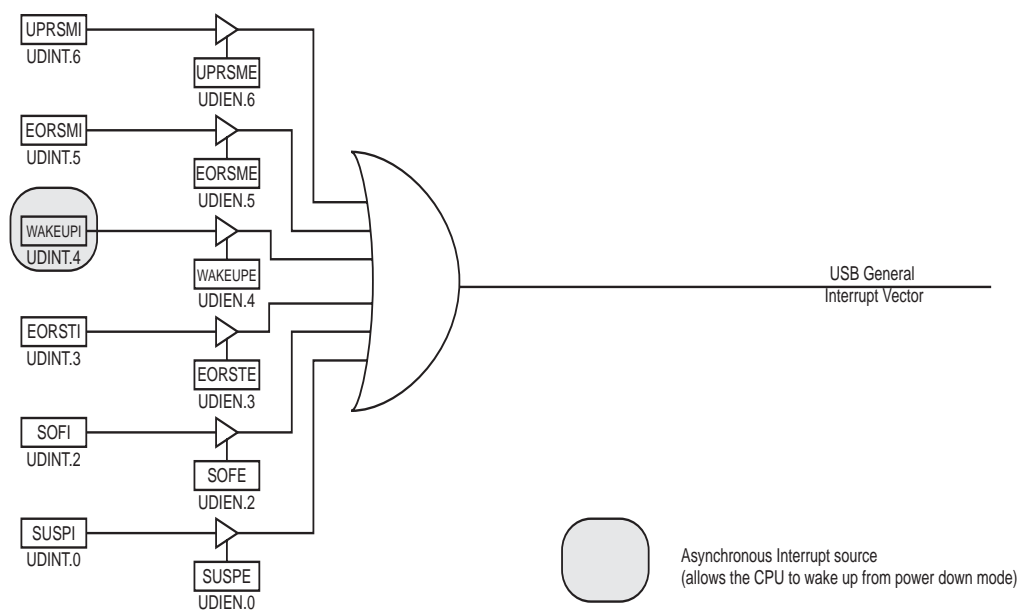 UPRSMI
UDINT.6
UPRSME
UDIEN.6
EORSMI
UDINT.5
EORSME
UDIEN.5
WAKEUPI
UDINT.4
WAKEUPE
UDIEN.4
EORSTI
UDINT.3
EORSTE
UDIEN.3
SOFI
UDINT.2
SOFE
UDIEN.2
SUSPI
UDINT.0
SUSPE
UDIEN.0
USB General
Interrupt Vector
Asynchronous Interrupt source
(allows the CPU to wake up from power down mode)